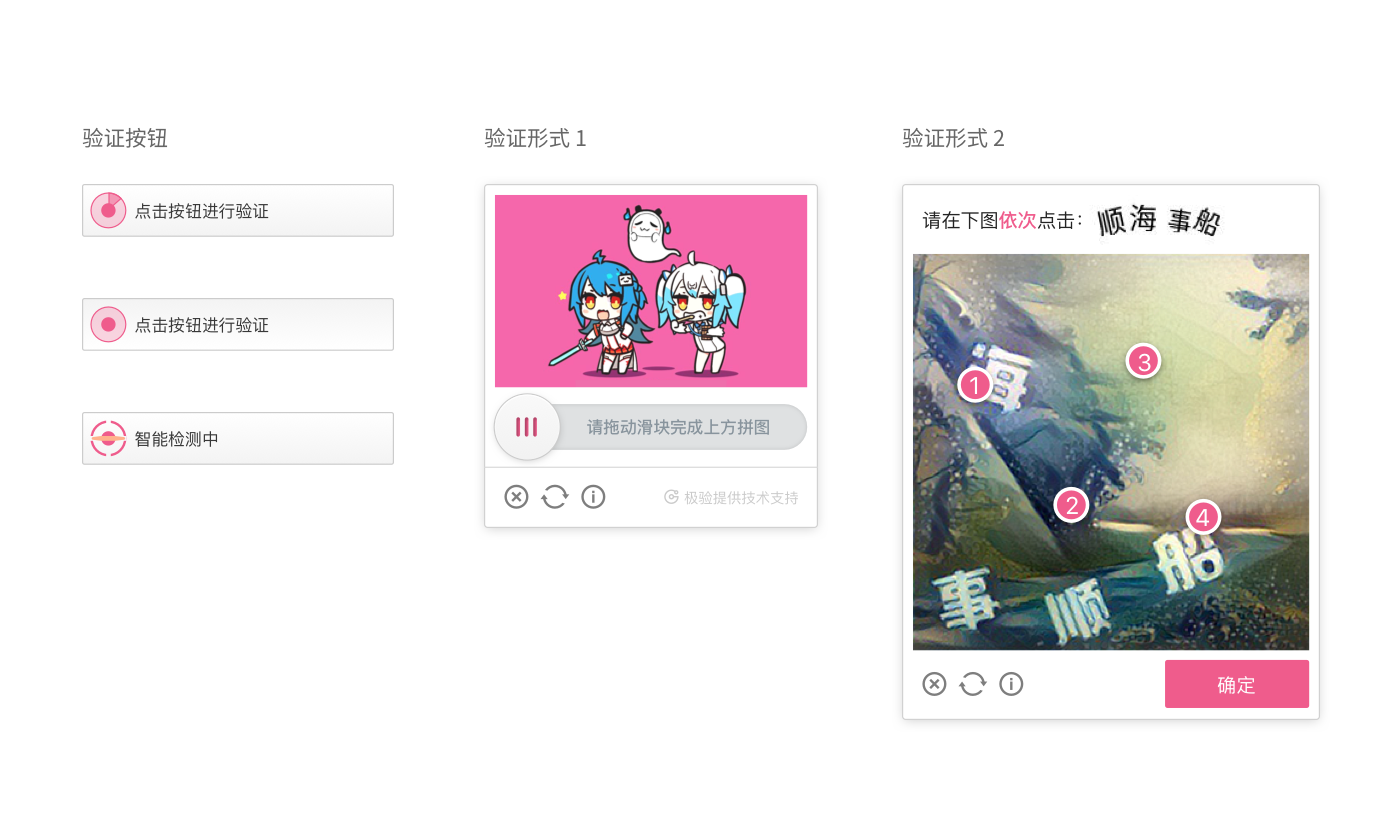 验证按钮
点击按钮进行验证
点击按钮进行验证
智能检测中
验证形式 1
请拖动滑块完成上方拼图
极验提供技术支持
验证形式 2
请在下图依次点击：顺海 事船
1
3
2
4
事 顺 船
确定